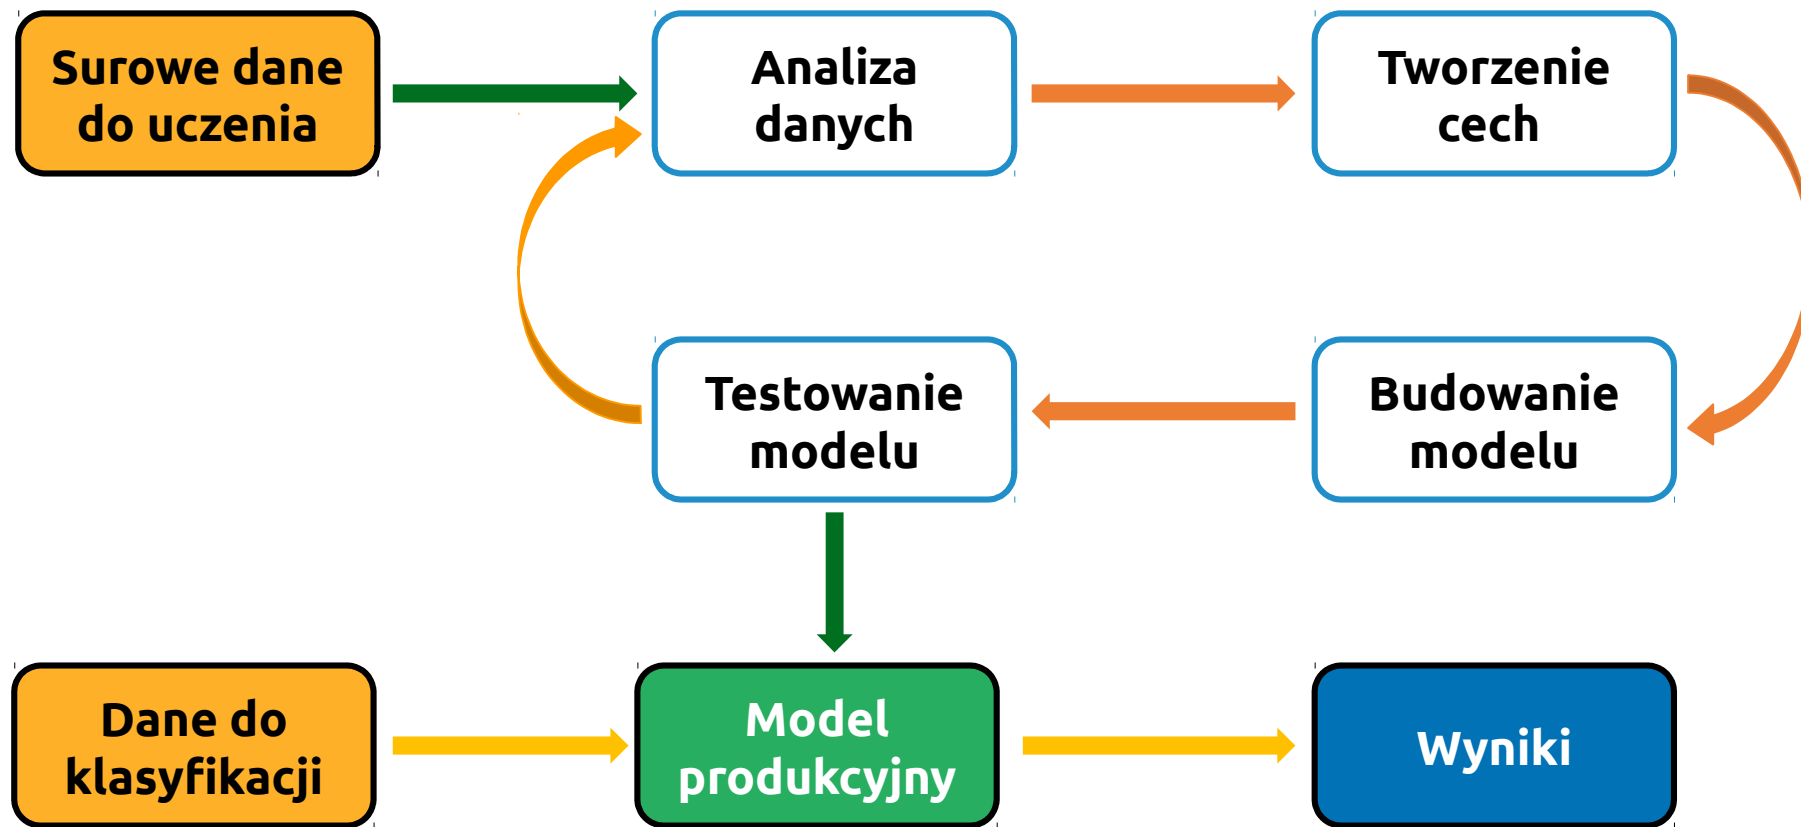 Surowe dane
do uczenia
Analiza
danych
Tworzenie
cech
Testowanie
modelu
Budowanie
modelu
Dane do
klasyfikacji
Model
produkcyjny
Wyniki